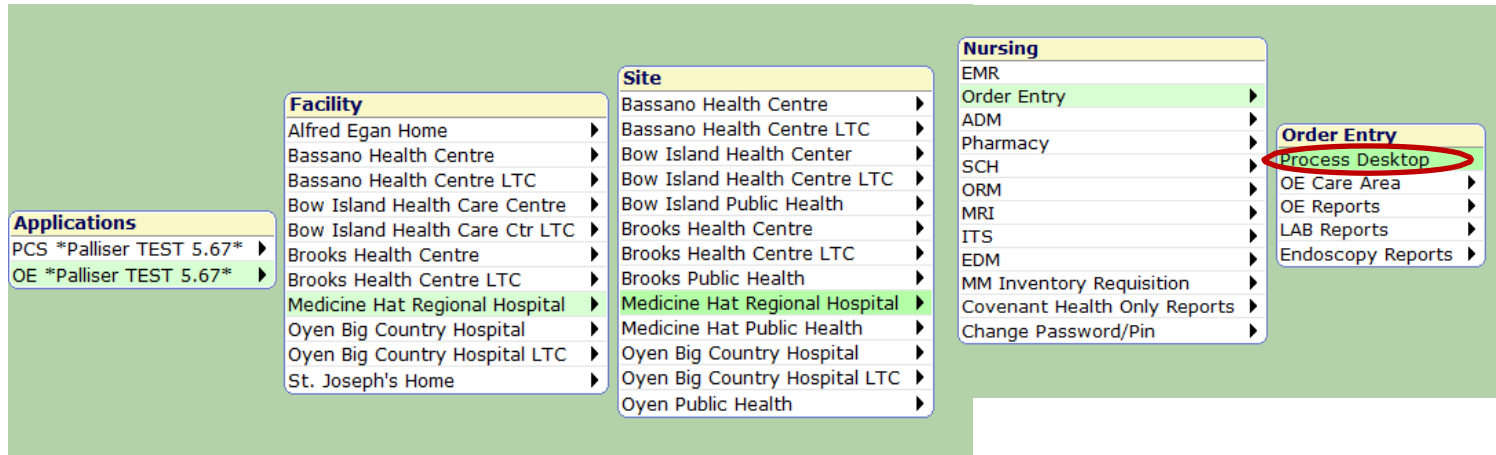 Applications
PCS *Palliser TEST 5.67*
OE *Palliser TEST 5.67*
Facility
Alfred Egan Home
Bassano Health Centre
Bassano Health Centre LTC
Bow Island Health Care Centre
Bow Island Health Care Ctr LTC
Brooks Health Centre
Brooks Health Centre LTC
Medicine Hat Regional Hospital
Oyen Big Country Hospital
Oyen Big Country Hospital LTC
St. Joseph's Home
Site
Bassano Health Centre
Bassano Health Centre LTC
Bow Island Health Center
Bow Island Health Centre LTC
Bow Island Public Health
Brooks Health Centre
Brooks Health Centre LTC
Brooks Public Health
Medicine Hat Regional Hospital
Medicine Hat Public Health
Oyen Big Country Hospital
Oyen Big Country Hospital LTC
Oyen Public Health
Nursing
EMR
Order Entry
ADM
Pharmacy
SCH
ORM
MRI
ITS
EDM
MM Inventory Requisition
Covenant Health Only Reports
Change Password/Pin
Order Entry
Process Desktop
OE Care Area
OE Reports
LAB Reports
Endoscopy Reports